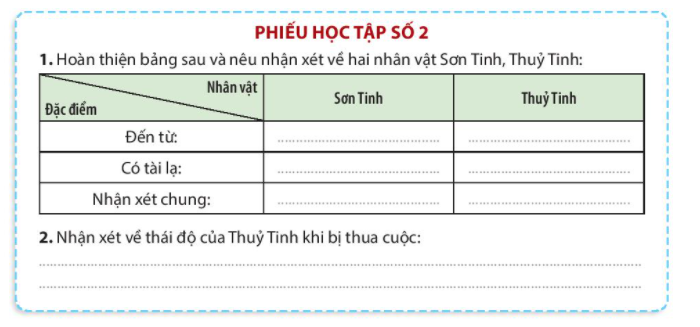 PHIẾU HỌC TẬP SỐ 2
1. Hoàn thiện bảng sau và nêu nhận xét về hai nhân vật Sơn Tinh, Thuỷ Tinh:
Nhân vật
Đặc điểm
Sơn Tinh
Thuỷ Tinh
Đến từ:
Có tài lạ:
Nhận xét chung:
2. Nhận xét về thái độ của Thuỷ Tinh khi bị thua cuộc: